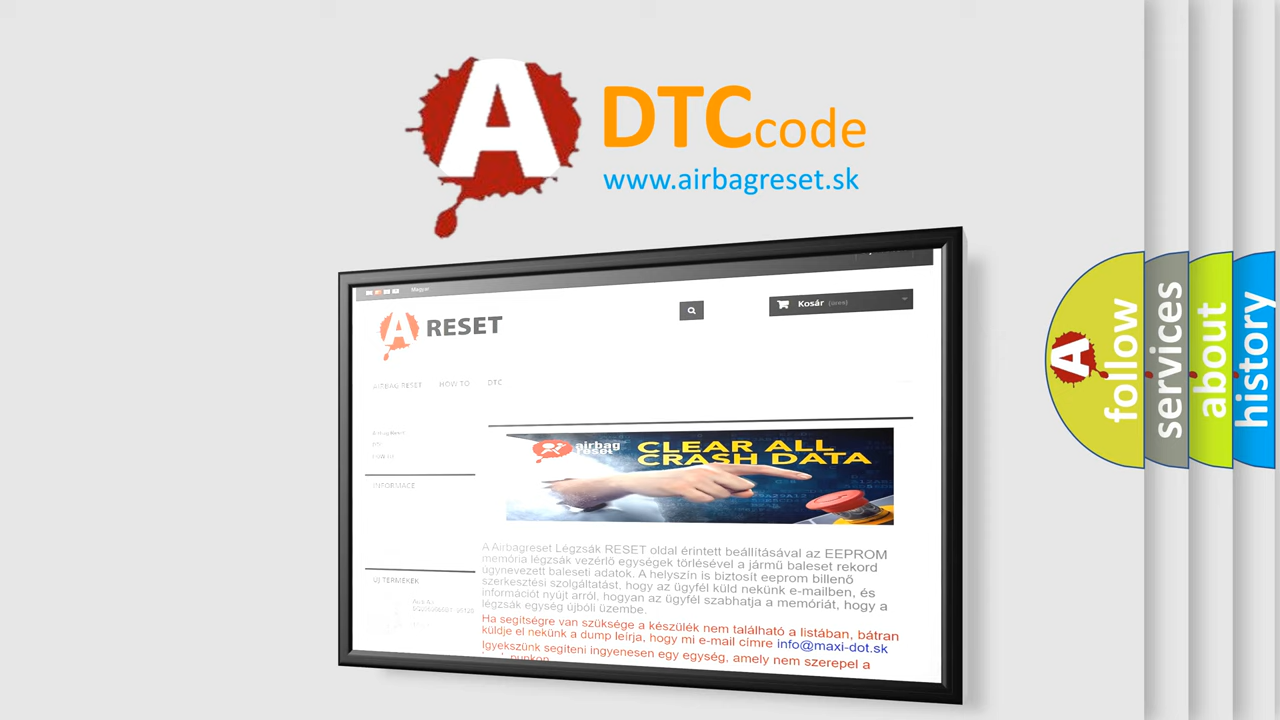 A DTC code
www.airbagreset.sk
Magyar
A RESET
Kosár (üres)
AIRBAG RESET HOW TO DTC
INFORMACE
airbag
reset
CLEAR ALL
CRASH DATA
A Airbagreset Légzsák RESET oldal érintett beállításával az EEPROM
memória légzsák vezérlő egységek törlésével a jármű baleset rekord
úgynevezett baleseti adatok. A helyszín is biztosít eeprom billenő
szerkesztési szolgáltatást, hogy az ügyfél küld nekünk e-mailben, és
információt nyújt arról, hogyan az ügyfél szabhatja a memóriát, hogy a
légzsák egység újbóli üzembe.
Ha segítségre van szüksége a készülék nem található a listában, bátran
küldje el nekünk a dump leírja, hogy mi e-mail címre info@maxi-dot.sk
Igyekszünk segíteni ingyenesen egy egység, amely nem szerepel a
ÚJ TERMÉKEK
A follow
services
about
history